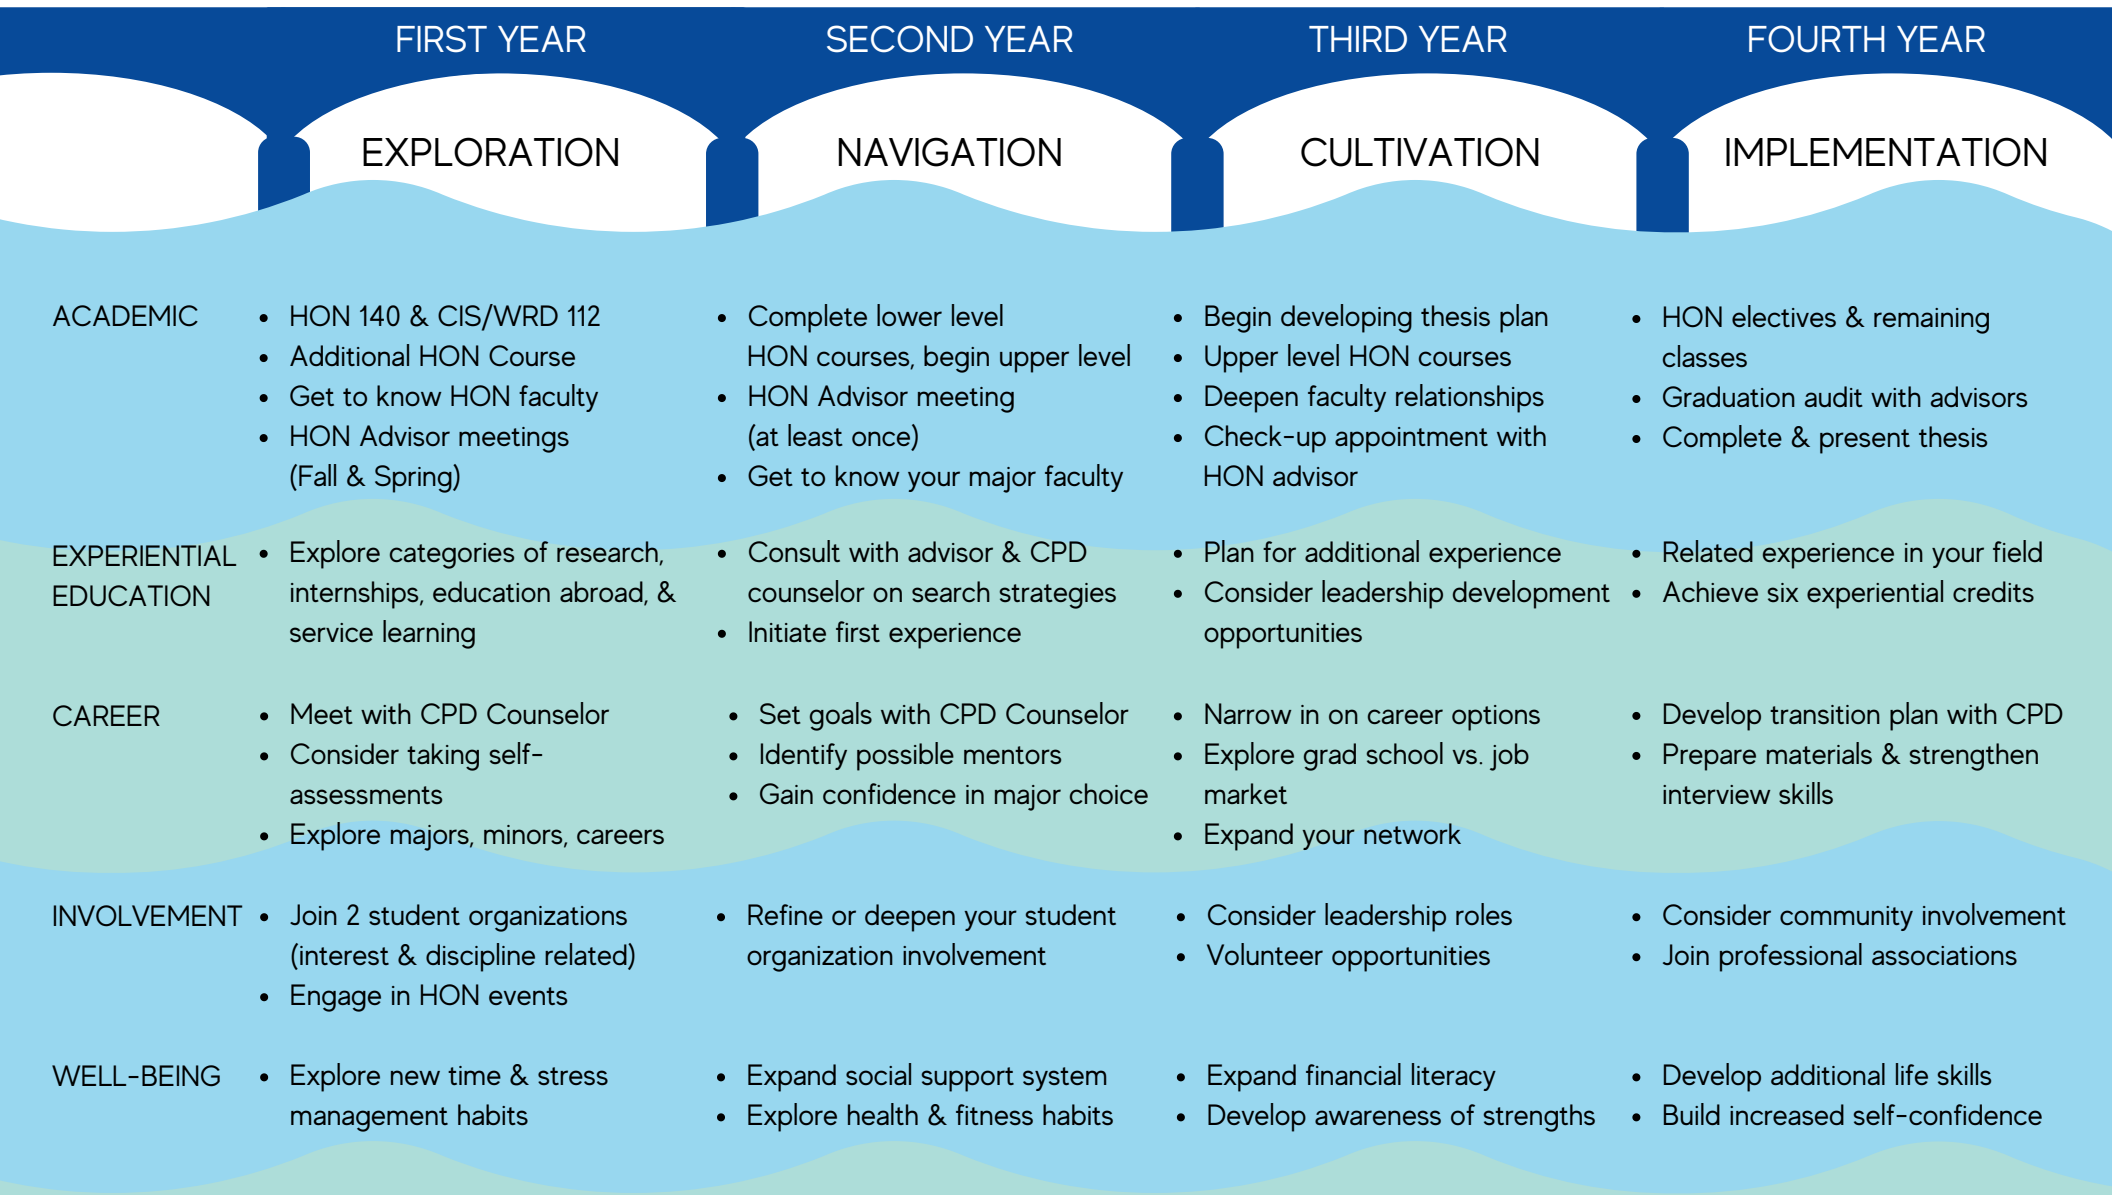 FIRST YEAR
SECOND YEAR
THIRD YEAR
FOURTH YEAR
EXPLORATION
NAVIGATION
CULTIVATION
IMPLEMENTATION
ACADEMIC
• HON 140 & CIS/WRD 112
• Additional HON Course
• Get to know HON faculty
• HON Advisor meetings
(Fall & Spring)
• Complete lower level
HON courses, begin upper level
• HON Advisor meeting
(at least once)
• Get to know your major faculty
• Begin developing thesis plan
• Upper level HON courses
• Deepen faculty relationships
• Check-up appointment with
HON advisor
• HON electives & remaining
classes
• Graduation audit with advisors
• Complete & present thesis
EXPERIENTIAL
EDUCATION
• Explore categories of research,
internships, education abroad, &
service learning
• Consult with advisor & CPD
counselor on search strategies
• Initiate first experience
• Plan for additional experience
• Consider leadership development
opportunities
• Related experience in your field
• Achieve six experiential credits
CAREER
• Meet with CPD Counselor
• Consider taking self-
assessments
• Explore majors, minors, careers
• Set goals with CPD Counselor
• Identify possible mentors
• Gain confidence in major choice
• Narrow in on career options
• Explore grad school vs. job
market
• Expand your network
• Develop transition plan with CPD
• Prepare materials & strengthen
interview skills
INVOLVEMENT
• Join 2 student organizations
(interest & discipline related)
• Engage in HON events
• Refine or deepen your student
organization involvement
• Consider leadership roles
• Volunteer opportunities
• Consider community involvement
• Join professional associations
WELL-BEING
• Explore new time & stress
management habits
• Expand social support system
• Explore health & fitness habits
• Expand financial literacy
• Develop awareness of strengths
• Develop additional life skills
• Build increased self-confidence